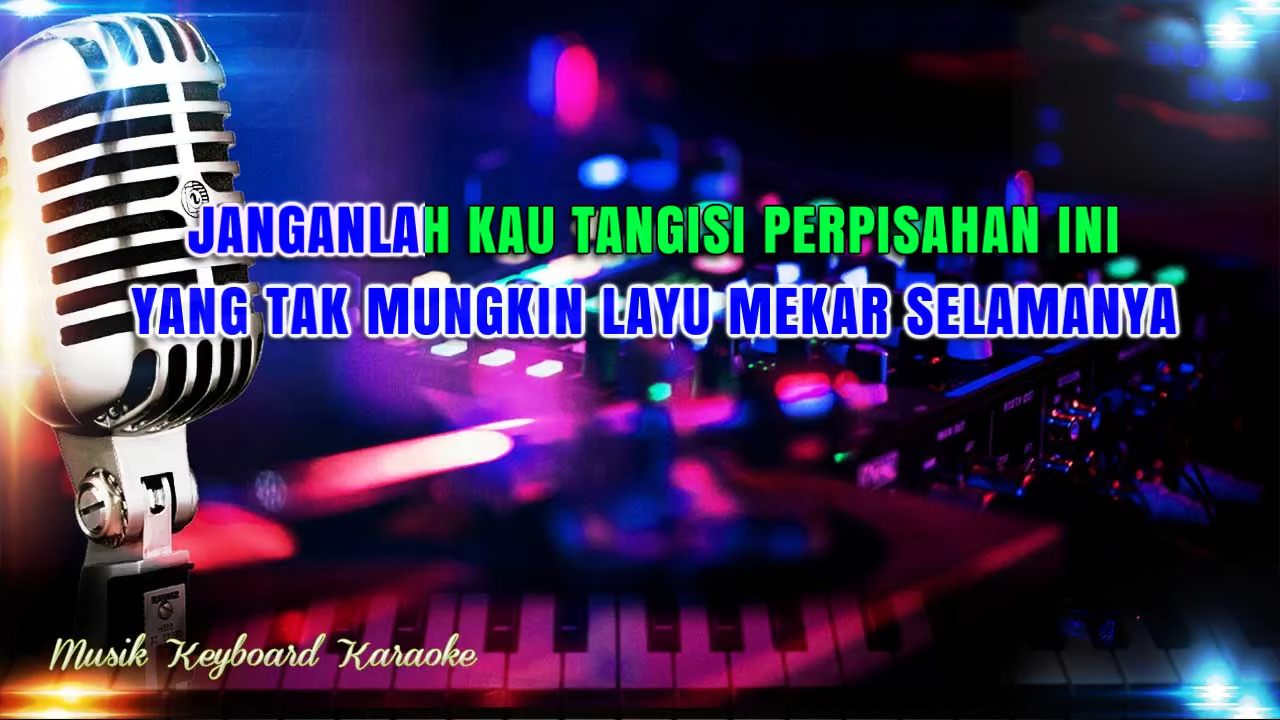 JANGANLAH KAU TANGISI PERPISAHAN INI
YANG TAK MUNGKIN LAYU MEKAR SELAMANYA
Musik Keyboard Karaoke